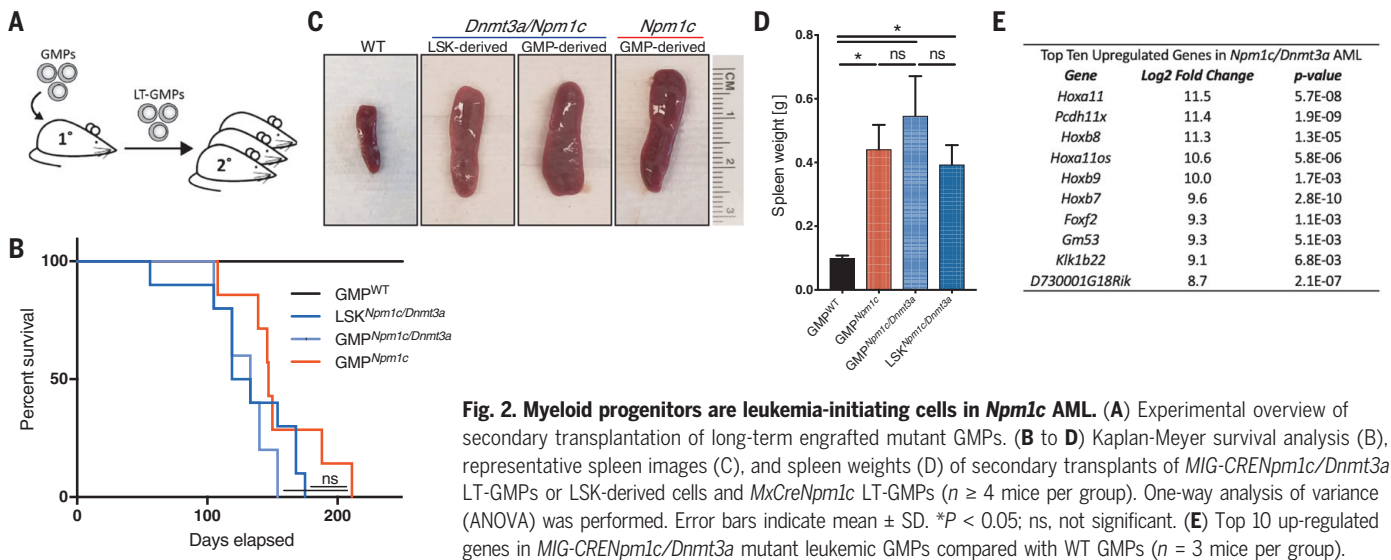 A
GMPs
LT-GMPs
1°
2°
B
Percent survival
100
50
0
0
100
200
Days elapsed
GMP^WT
LSK^Npm1c/Dnmt3a
GMP^Npm1c/Dnmt3a
GMP^Npm1c
ns
C
Dnmt3a/Npm1c
Npm1c
WT
LSK-derived
GMP-derived
GMP-derived
CM
1
2
3
D
Spleen weight [g]
0.8
0.6
0.4
0.2
0.0
*
* ns ns
GMP^WT
GMP^Npm1c
GMP^Npm1c/Dnmt3a
LSK^Npm1c/Dnmt3a
E
Top Ten Upregulated Genes in Npm1c/Dnmt3a AML
Gene Log2 Fold Change p-value
Hoxa11 11.5 5.7E-08
Pcdh11x 11.4 1.9E-09
Hoxb8 11.3 1.3E-05
Hoxa11os 10.6 5.8E-06
Hoxb9 10.0 1.7E-03
Hoxb7 9.6 2.8E-10
Foxf2 9.3 1.1E-03
Gm53 9.3 5.1E-03
Klk1b22 9.1 6.8E-03
D730001G18Rik 8.7 2.1E-07
Fig. 2. Myeloid progenitors are leukemia-initiating cells in Npm1c AML. (A) Experimental overview of
secondary transplantation of long-term engrafted mutant GMPs. (B to D) Kaplan-Meyer survival analysis (B),
representative spleen images (C), and spleen weights (D) of secondary transplants of MIG-CRENpm1c/Dnmt3a
LT-GMPs or LSK-derived cells and MxCreNpm1c LT-GMPs (n ≥ 4 mice per group). One-way analysis of variance
(ANOVA) was performed. Error bars indicate mean ± SD. *P < 0.05; ns, not significant. (E) Top 10 up-regulated
genes in MIG-CRENpm1c/Dnmt3a mutant leukemic GMPs compared with WT GMPs (n = 3 mice per group).